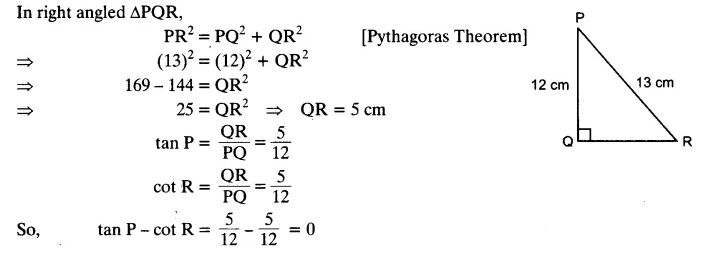 In right angled ΔPQR,
PR² = PQ² + QR² [Pythagoras Theorem]
⇒ (13)² = (12)² + QR²
⇒ 169 – 144 = QR²
⇒ 25 = QR² ⇒ QR = 5 cm
tan P = QR/PQ = 5/12
cot R = QR/PQ = 5/12
So, tan P – cot R = 5/12 – 5/12 = 0
P
12 cm 13 cm
Q R